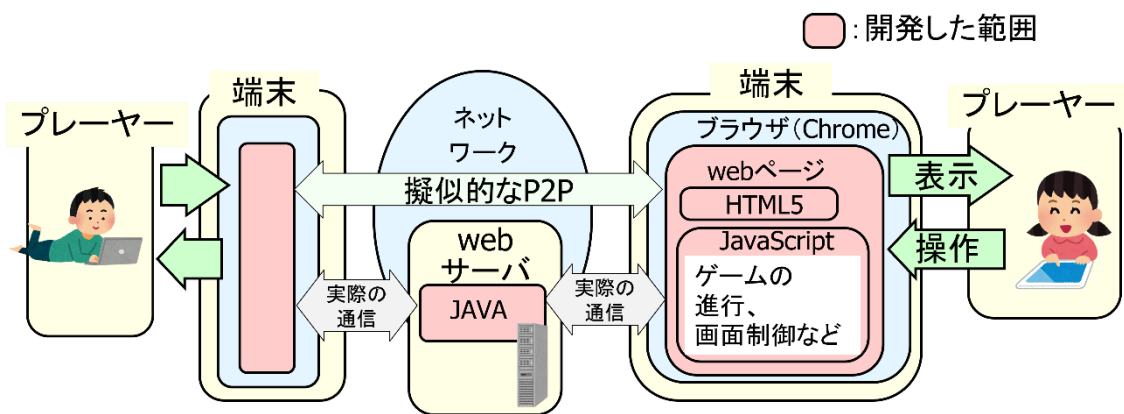 :開発した範囲
プレーヤー
端末
ネット
ワーク
擬似的なP2P
web
サーバ
JAVA
実際の
通信
実際の
通信
端末
ブラウザ(Chrome)
webページ
HTML5
JavaScript
ゲームの
進行、
画面制御など
表示
操作
プレーヤー